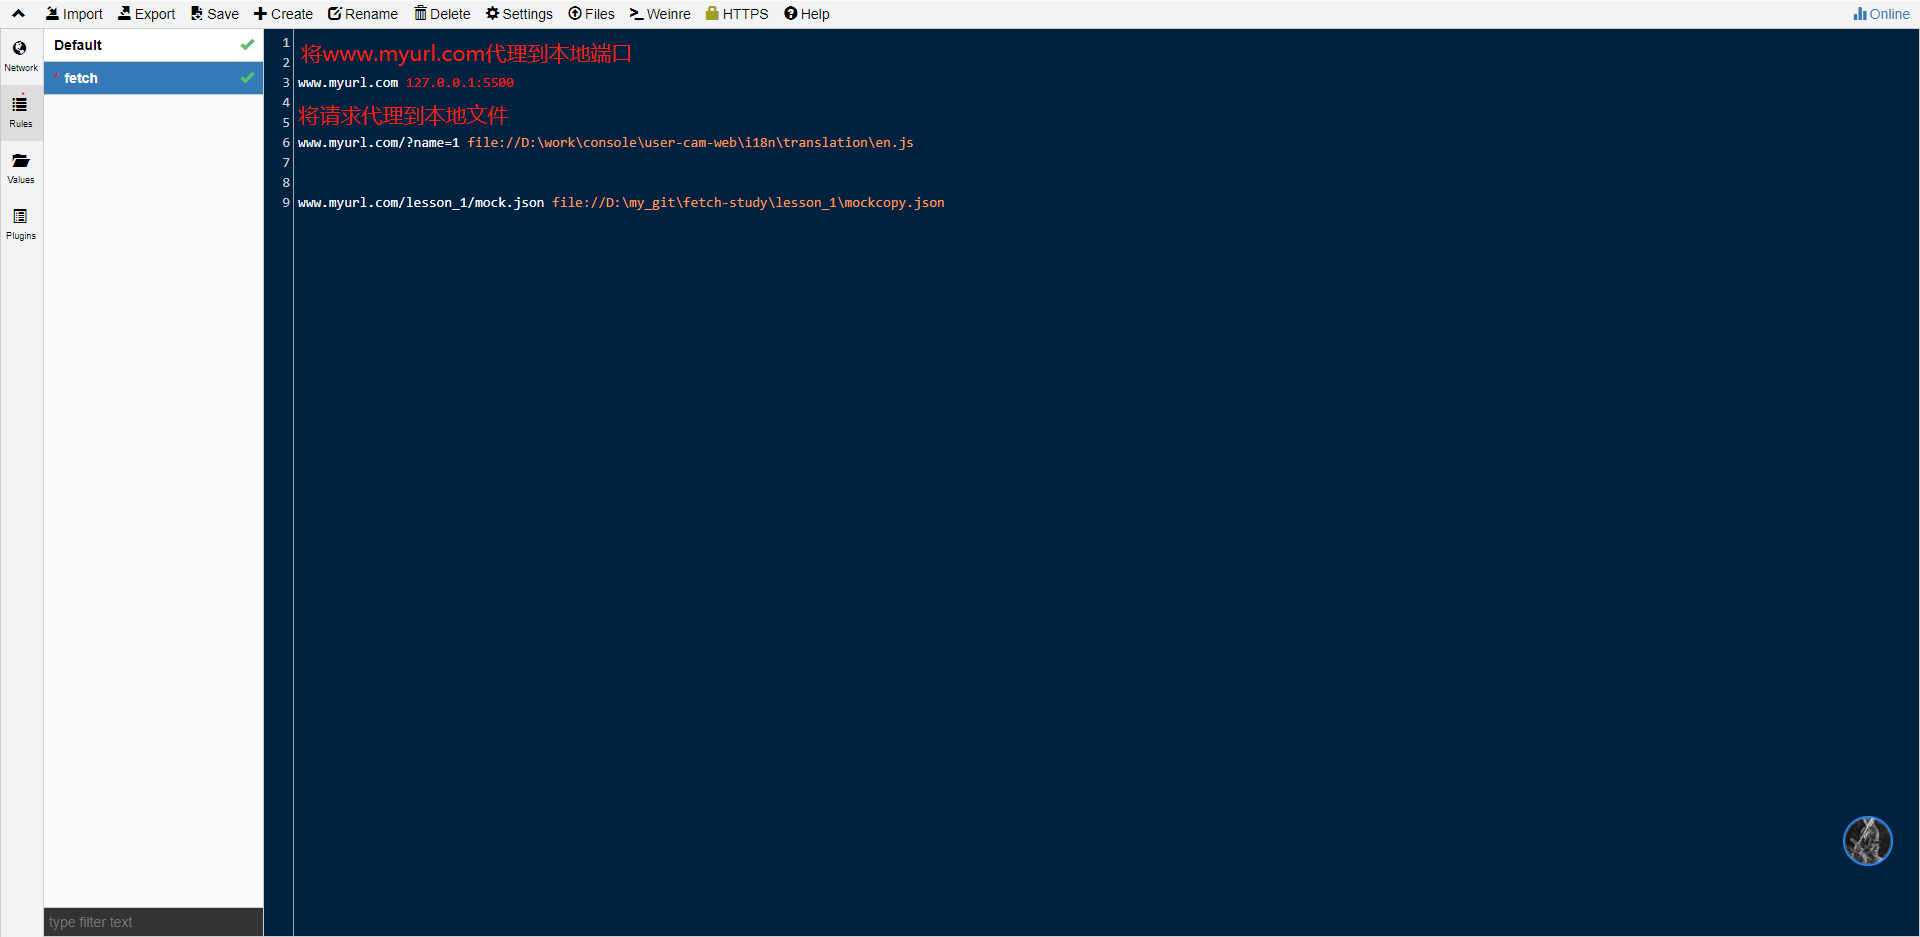 Import Export Save Create Rename Delete Settings Files Weinre HTTPS Help Online
Network
Rules
Values
Plugins
Default
* fetch
type filter text
1 将www.myurl.com代理到本地端口
2
3 www.myurl.com 127.0.0.1:5500
4
5 将请求代理到本地文件
6 www.myurl.com/?name=1 file://D:\work\console\user-cam-web\i18n\translation\en.js
7
8
9 www.myurl.com/lesson_1/mock.json file://D:\my_git\fetch-study\lesson_1\mockcopy.json